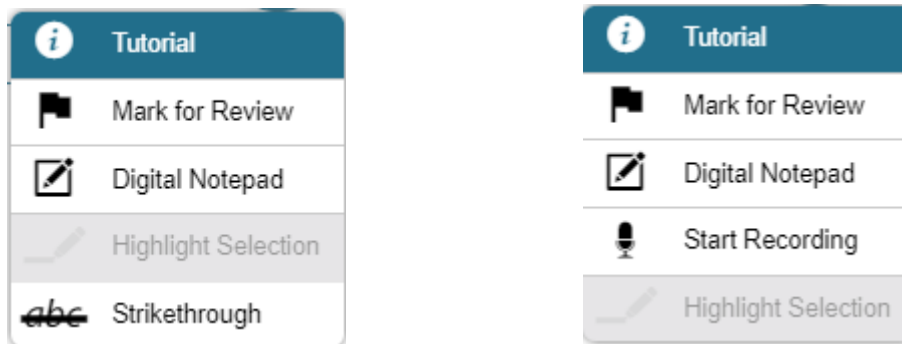 Tutorial
Mark for Review
Digital Notepad
Highlight Selection
abc Strikethrough
Tutorial
Mark for Review
Digital Notepad
Start Recording
Highlight Selection